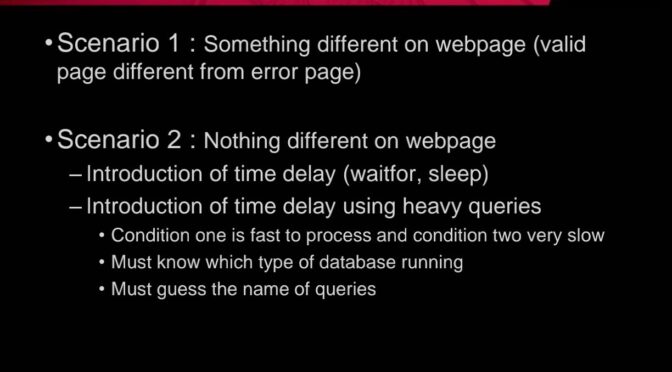 • Scenario 1 : Something different on webpage (valid
page different from error page)
• Scenario 2 : Nothing different on webpage
– Introduction of time delay (waitfor, sleep)
– Introduction of time delay using heavy queries
• Condition one is fast to process and condition two very slow
• Must know which type of database running
• Must guess the name of queries